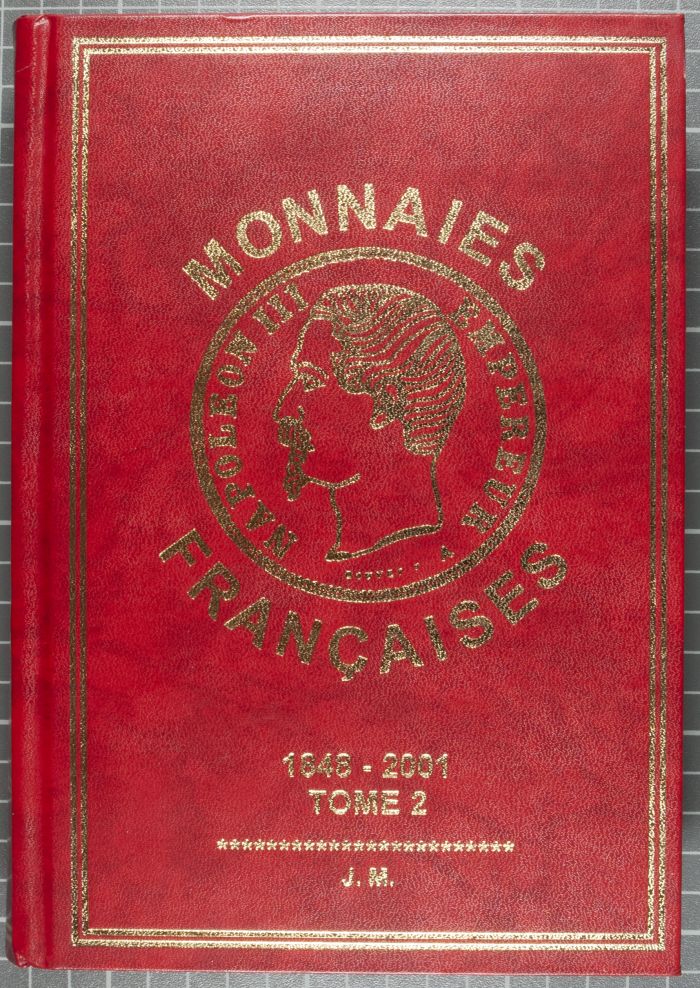 MONNAIES
NAPOLEON III EMPEREUR
A
FRANÇAISES
1848 - 2001
TOME 2
************************
J. M.